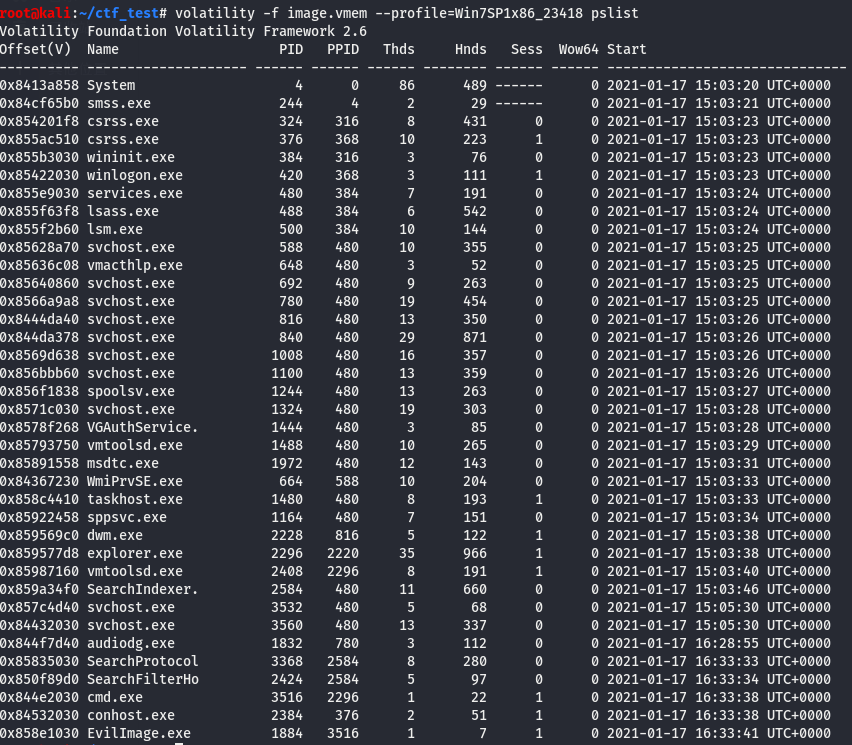 root@kali:~/ctf_test# volatility -f image.vmem --profile=Win7SP1x86_23418 pslist
Volatility Foundation Volatility Framework 2.6
Offset(V)  Name                    PID   PPID   Thds     Hnds   Sess  Wow64 Start
---------- -------------------- ------ ------ ------ -------- ------ ------ ------------------------------
0x8413a858 System                    4      0     86      489 ------      0 2021-01-17 15:03:20 UTC+0000
0x84cf65b0 smss.exe                244      4      2       29 ------      0 2021-01-17 15:03:21 UTC+0000
0x854201f8 csrss.exe               324    316      8      431      0      0 2021-01-17 15:03:23 UTC+0000
0x855ac510 csrss.exe               376    368     10      223      1      0 2021-01-17 15:03:23 UTC+0000
0x855b3030 wininit.exe             384    316      3       76      0      0 2021-01-17 15:03:23 UTC+0000
0x85422030 winlogon.exe            420    368      3      111      1      0 2021-01-17 15:03:23 UTC+0000
0x855e9030 services.exe            480    384      7      191      0      0 2021-01-17 15:03:24 UTC+0000
0x855f63f8 lsass.exe               488    384      6      542      0      0 2021-01-17 15:03:24 UTC+0000
0x855f2b60 lsm.exe                 500    384     10      144      0      0 2021-01-17 15:03:24 UTC+0000
0x85628a70 svchost.exe             588    480     10      355      0      0 2021-01-17 15:03:25 UTC+0000
0x85636c08 vmacthlp.exe            648    480      3       52      0      0 2021-01-17 15:03:25 UTC+0000
0x85640860 svchost.exe             692    480      9      263      0      0 2021-01-17 15:03:25 UTC+0000
0x8566a9a8 svchost.exe             780    480     19      454      0      0 2021-01-17 15:03:25 UTC+0000
0x8444da40 svchost.exe             816    480     13      350      0      0 2021-01-17 15:03:26 UTC+0000
0x844da378 svchost.exe             840    480     29      871      0      0 2021-01-17 15:03:26 UTC+0000
0x8569d638 svchost.exe            1008    480     16      357      0      0 2021-01-17 15:03:26 UTC+0000
0x856bbb60 svchost.exe            1100    480     13      359      0      0 2021-01-17 15:03:26 UTC+0000
0x856f1838 spoolsv.exe            1244    480     13      263      0      0 2021-01-17 15:03:27 UTC+0000
0x8571c030 svchost.exe            1324    480     19      303      0      0 2021-01-17 15:03:28 UTC+0000
0x8578f268 VGAuthService.         1444    480      3       85      0      0 2021-01-17 15:03:28 UTC+0000
0x85793750 vmtoolsd.exe           1488    480     10      265      0      0 2021-01-17 15:03:29 UTC+0000
0x85891558 msdtc.exe              1972    480     12      143      0      0 2021-01-17 15:03:31 UTC+0000
0x84367230 WmiPrvSE.exe            664    588     10      204      0      0 2021-01-17 15:03:33 UTC+0000
0x858c4410 taskhost.exe           1480    480      8      193      1      0 2021-01-17 15:03:33 UTC+0000
0x85922458 sppsvc.exe             1164    480      7      151      0      0 2021-01-17 15:03:34 UTC+0000
0x859569c0 dwm.exe                2228    816      5      122      1      0 2021-01-17 15:03:38 UTC+0000
0x859577d8 explorer.exe           2296   2220     35      966      1      0 2021-01-17 15:03:38 UTC+0000
0x85987160 vmtoolsd.exe           2408   2296      8      191      1      0 2021-01-17 15:03:40 UTC+0000
0x859a34f0 SearchIndexer.         2584    480     11      660      0      0 2021-01-17 15:03:46 UTC+0000
0x857c4d40 svchost.exe            3532    480      5       68      0      0 2021-01-17 15:05:30 UTC+0000
0x84432030 svchost.exe            3560    480     13      337      0      0 2021-01-17 15:05:30 UTC+0000
0x844f7d40 audiodg.exe            1832    780      3      112      0      0 2021-01-17 16:28:55 UTC+0000
0x85835030 SearchProtocol         3368   2584      8      280      0      0 2021-01-17 16:33:33 UTC+0000
0x850f89d0 SearchFilterHo         2424   2584      5       97      0      0 2021-01-17 16:33:34 UTC+0000
0x844e2030 cmd.exe                3516   2296      1       22      1      0 2021-01-17 16:33:38 UTC+0000
0x84532030 conhost.exe            2384    376      2       51      1      0 2021-01-17 16:33:38 UTC+0000
0x858e1030 EvilImage.exe          1884   3516      1        7      1      0 2021-01-17 16:33:41 UTC+0000